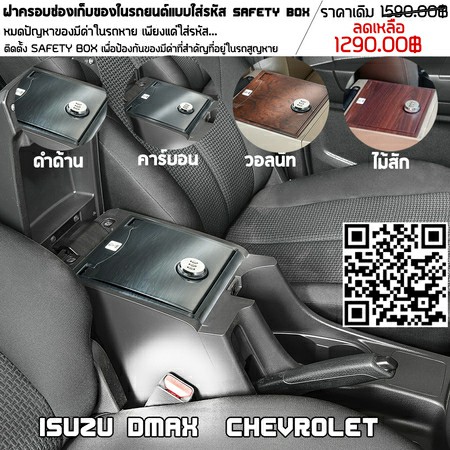 ฝาครอบช่องเก็บของในรถยนต์แบบใส่รหัส SAFETY BOX
ราคาเดิม 1590.00฿
หมดปัญหาของมีค่าในรถหาย เพียงแค่ใส่รหัส...
ลดเหลือ
ติดตั้ง SAFETY BOX เพื่อป้องกันของมีค่าที่สำคัญที่อยู่ในรถสูญหาย
1290.00฿
ดำด้าน
คาร์บอน
วอลนท
ไม้สัก
ISUZU DMAX CHEVROLET